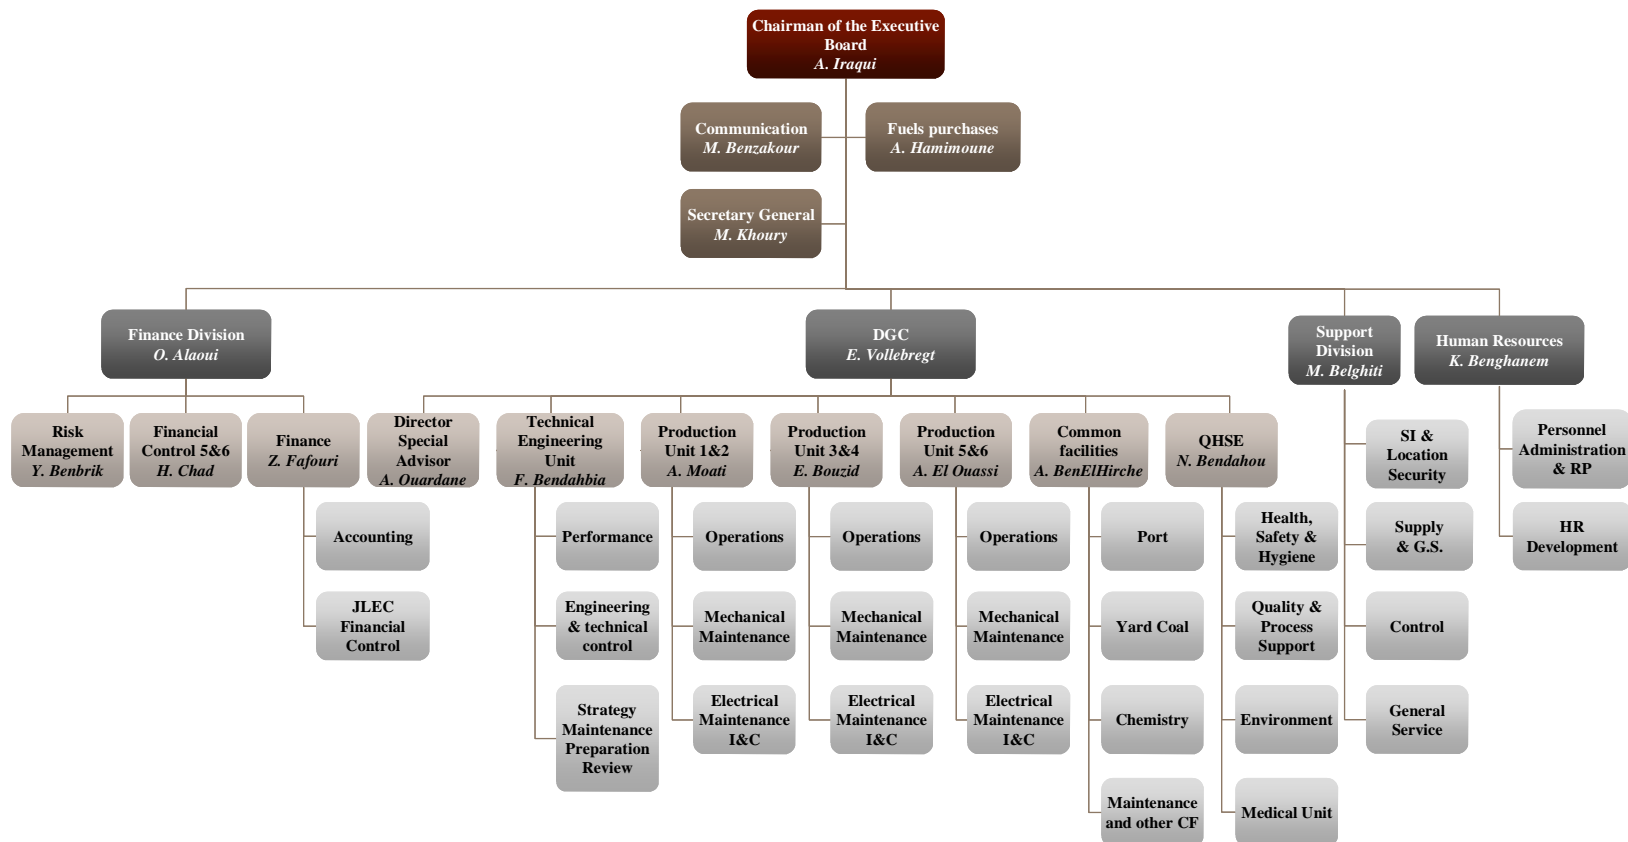 Chairman of the Executive
Board
A. Iraqui
Communication
M. Benzakour
Fuels purchases
A. Hamimoune
Secretary General
M. Khoury
Finance Division
O. Alaoui
DGC
E. Vollebregt
Support
Division
M. Belghiti
Human Resources
K. Benghanem
Risk
Management
Y. Benbrik
Financial
Control 5&6
H. Chad
Finance
Z. Fafouri
Director
Special
Advisor
A. Ouardane
Technical
Engineering
Unit
F. Bendahbia
Production
Unit 1&2
A. Moati
Production
Unit 3&4
E. Bouzid
Production
Unit 5&6
A. El Ouassi
Common
facilities
A. BenElHirche
QHSE
N. Bendahou
SI &
Location
Security
Personnel
Administration
& RP
Accounting
Performance
Operations
Operations
Operations
Port
Health,
Safety &
Hygiene
Supply
& G.S.
HR
Development
JLEC
Financial
Control
Engineering
& technical
control
Mechanical
Maintenance
Mechanical
Maintenance
Mechanical
Maintenance
Yard Coal
Quality &
Process
Support
Control
Strategy
Maintenance
Preparation
Review
Electrical
Maintenance
I&C
Electrical
Maintenance
I&C
Electrical
Maintenance
I&C
Chemistry
Environment
General
Service
Maintenance
and other CF
Medical Unit